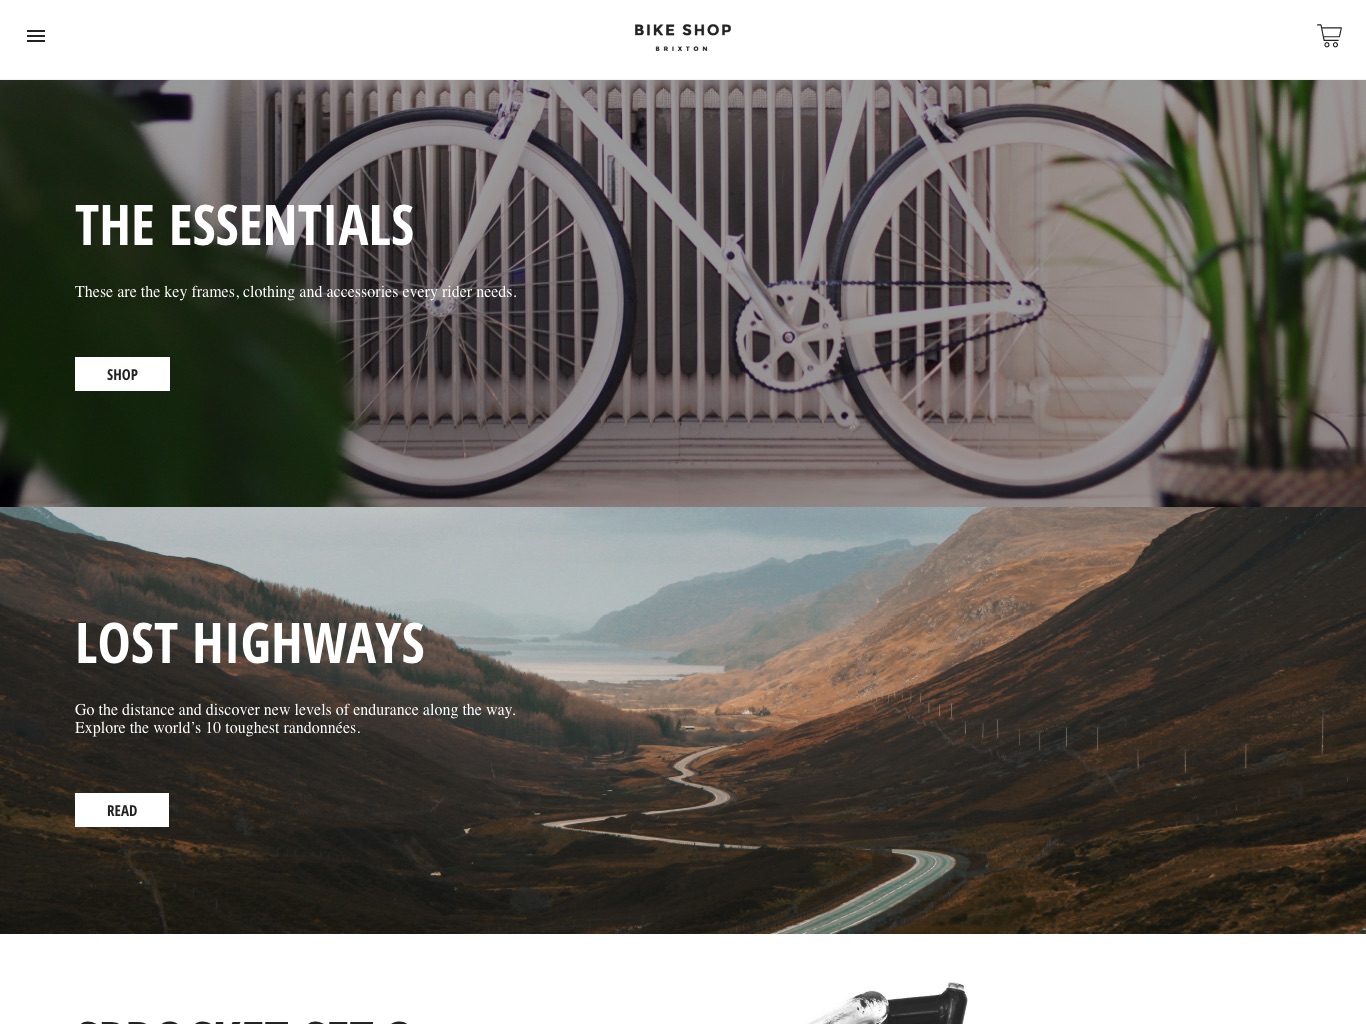 BIKE SHOP
BRIXTON
THE ESSENTIALS
These are the key frames, clothing and accessories every rider needs.
SHOP
LOST HIGHWAYS
Go the distance and discover new levels of endurance along the way.
Explore the world's 10 toughest randonnées.
READ